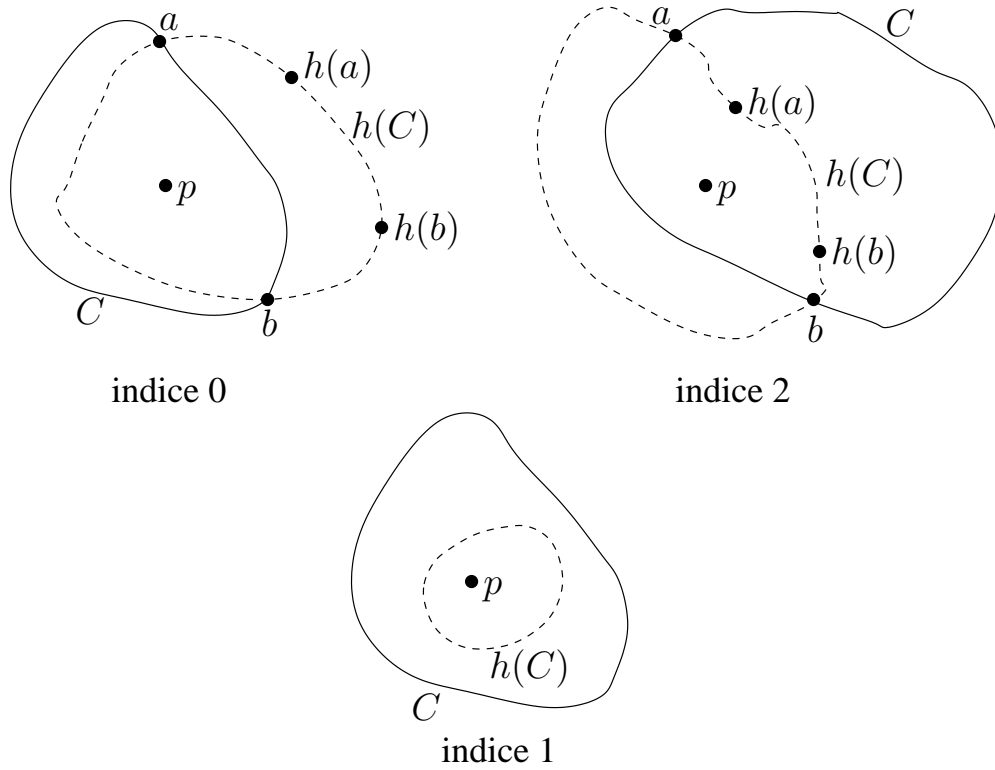 a
h(a)
h(C)
p
h(b)
C
b
indice 0
a
C
h(a)
h(C)
p
h(b)
b
indice 2
p
h(C)
C
indice 1